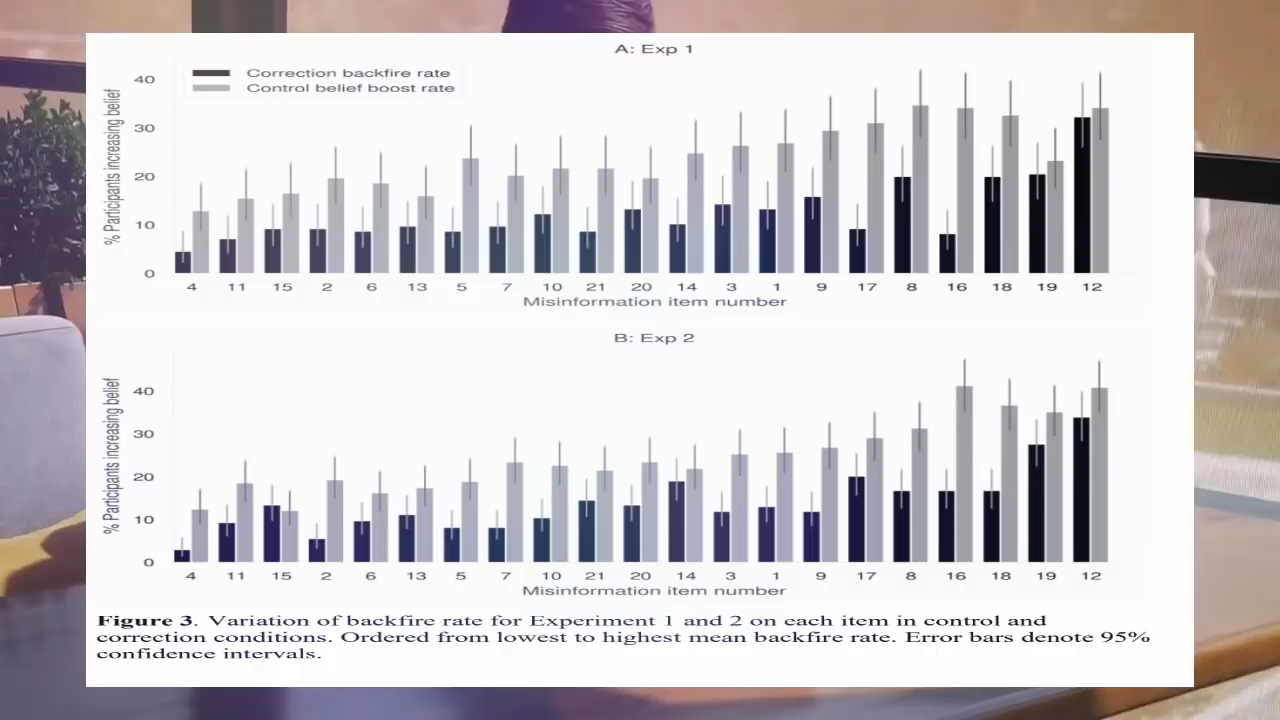 A: Exp 1
Correction backfire rate
Control belief boost rate
% Participants increasing belief
40
30
20
10
0
4 11 15 2 6 13 5 7 10 21 20 14 3 1 9 17 8 16 18 19 12
Misinformation item number
B: Exp 2
% Participants increasing belief
40
30
20
10
0
4 11 15 2 6 13 5 7 10 21 20 14 3 1 9 17 8 16 18 19 12
Misinformation item number
Figure 3. Variation of backfire rate for Experiment 1 and 2 on each item in control and
correction conditions. Ordered from lowest to highest mean backfire rate. Error bars denote 95%
confidence intervals.